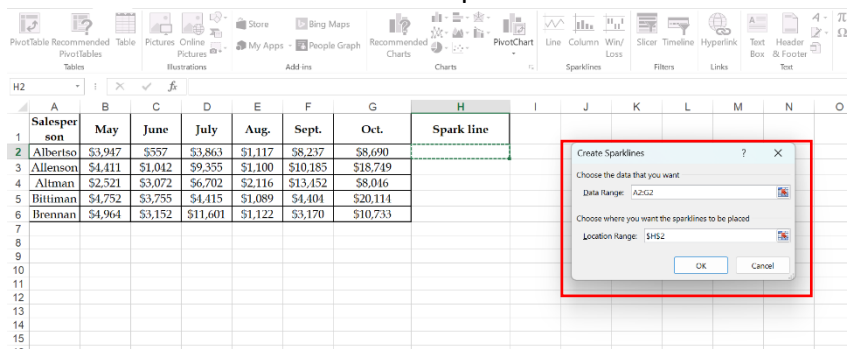 PivotTable Recommended PivotTables Table Pictures Online Pictures Store My Apps Bing Maps People Graph Recommended Charts PivotChart Line Column Win/ Loss Slicer Timeline Hyperlink Text Box Header & Footer π Ω
Tables Illustrations Add-ins Charts Sparklines Filters Links Text
H2 fx
A B C D E F G H I J K L M N O
1 Salesper son May June July Aug. Sept. Oct. Spark line
2 Albertso $3,947 $557 $3,863 $1,117 $8,237 $8,690
3 Allenson $4,411 $1,042 $9,355 $1,100 $10,185 $18,749
4 Altman $2,521 $3,072 $6,702 $2,116 $13,452 $8,046
5 Bittiman $4,752 $3,755 $4,415 $1,089 $4,404 $20,114
6 Brennan $4,964 $3,152 $11,601 $1,122 $3,170 $10,733
7
8
9
10
11
12
13
14
15
Create Sparklines ? ×
Choose the data that you want
Data Range: A2:G2
Choose where you want the sparklines to be placed
Location Range: $H$2
OK Cancel